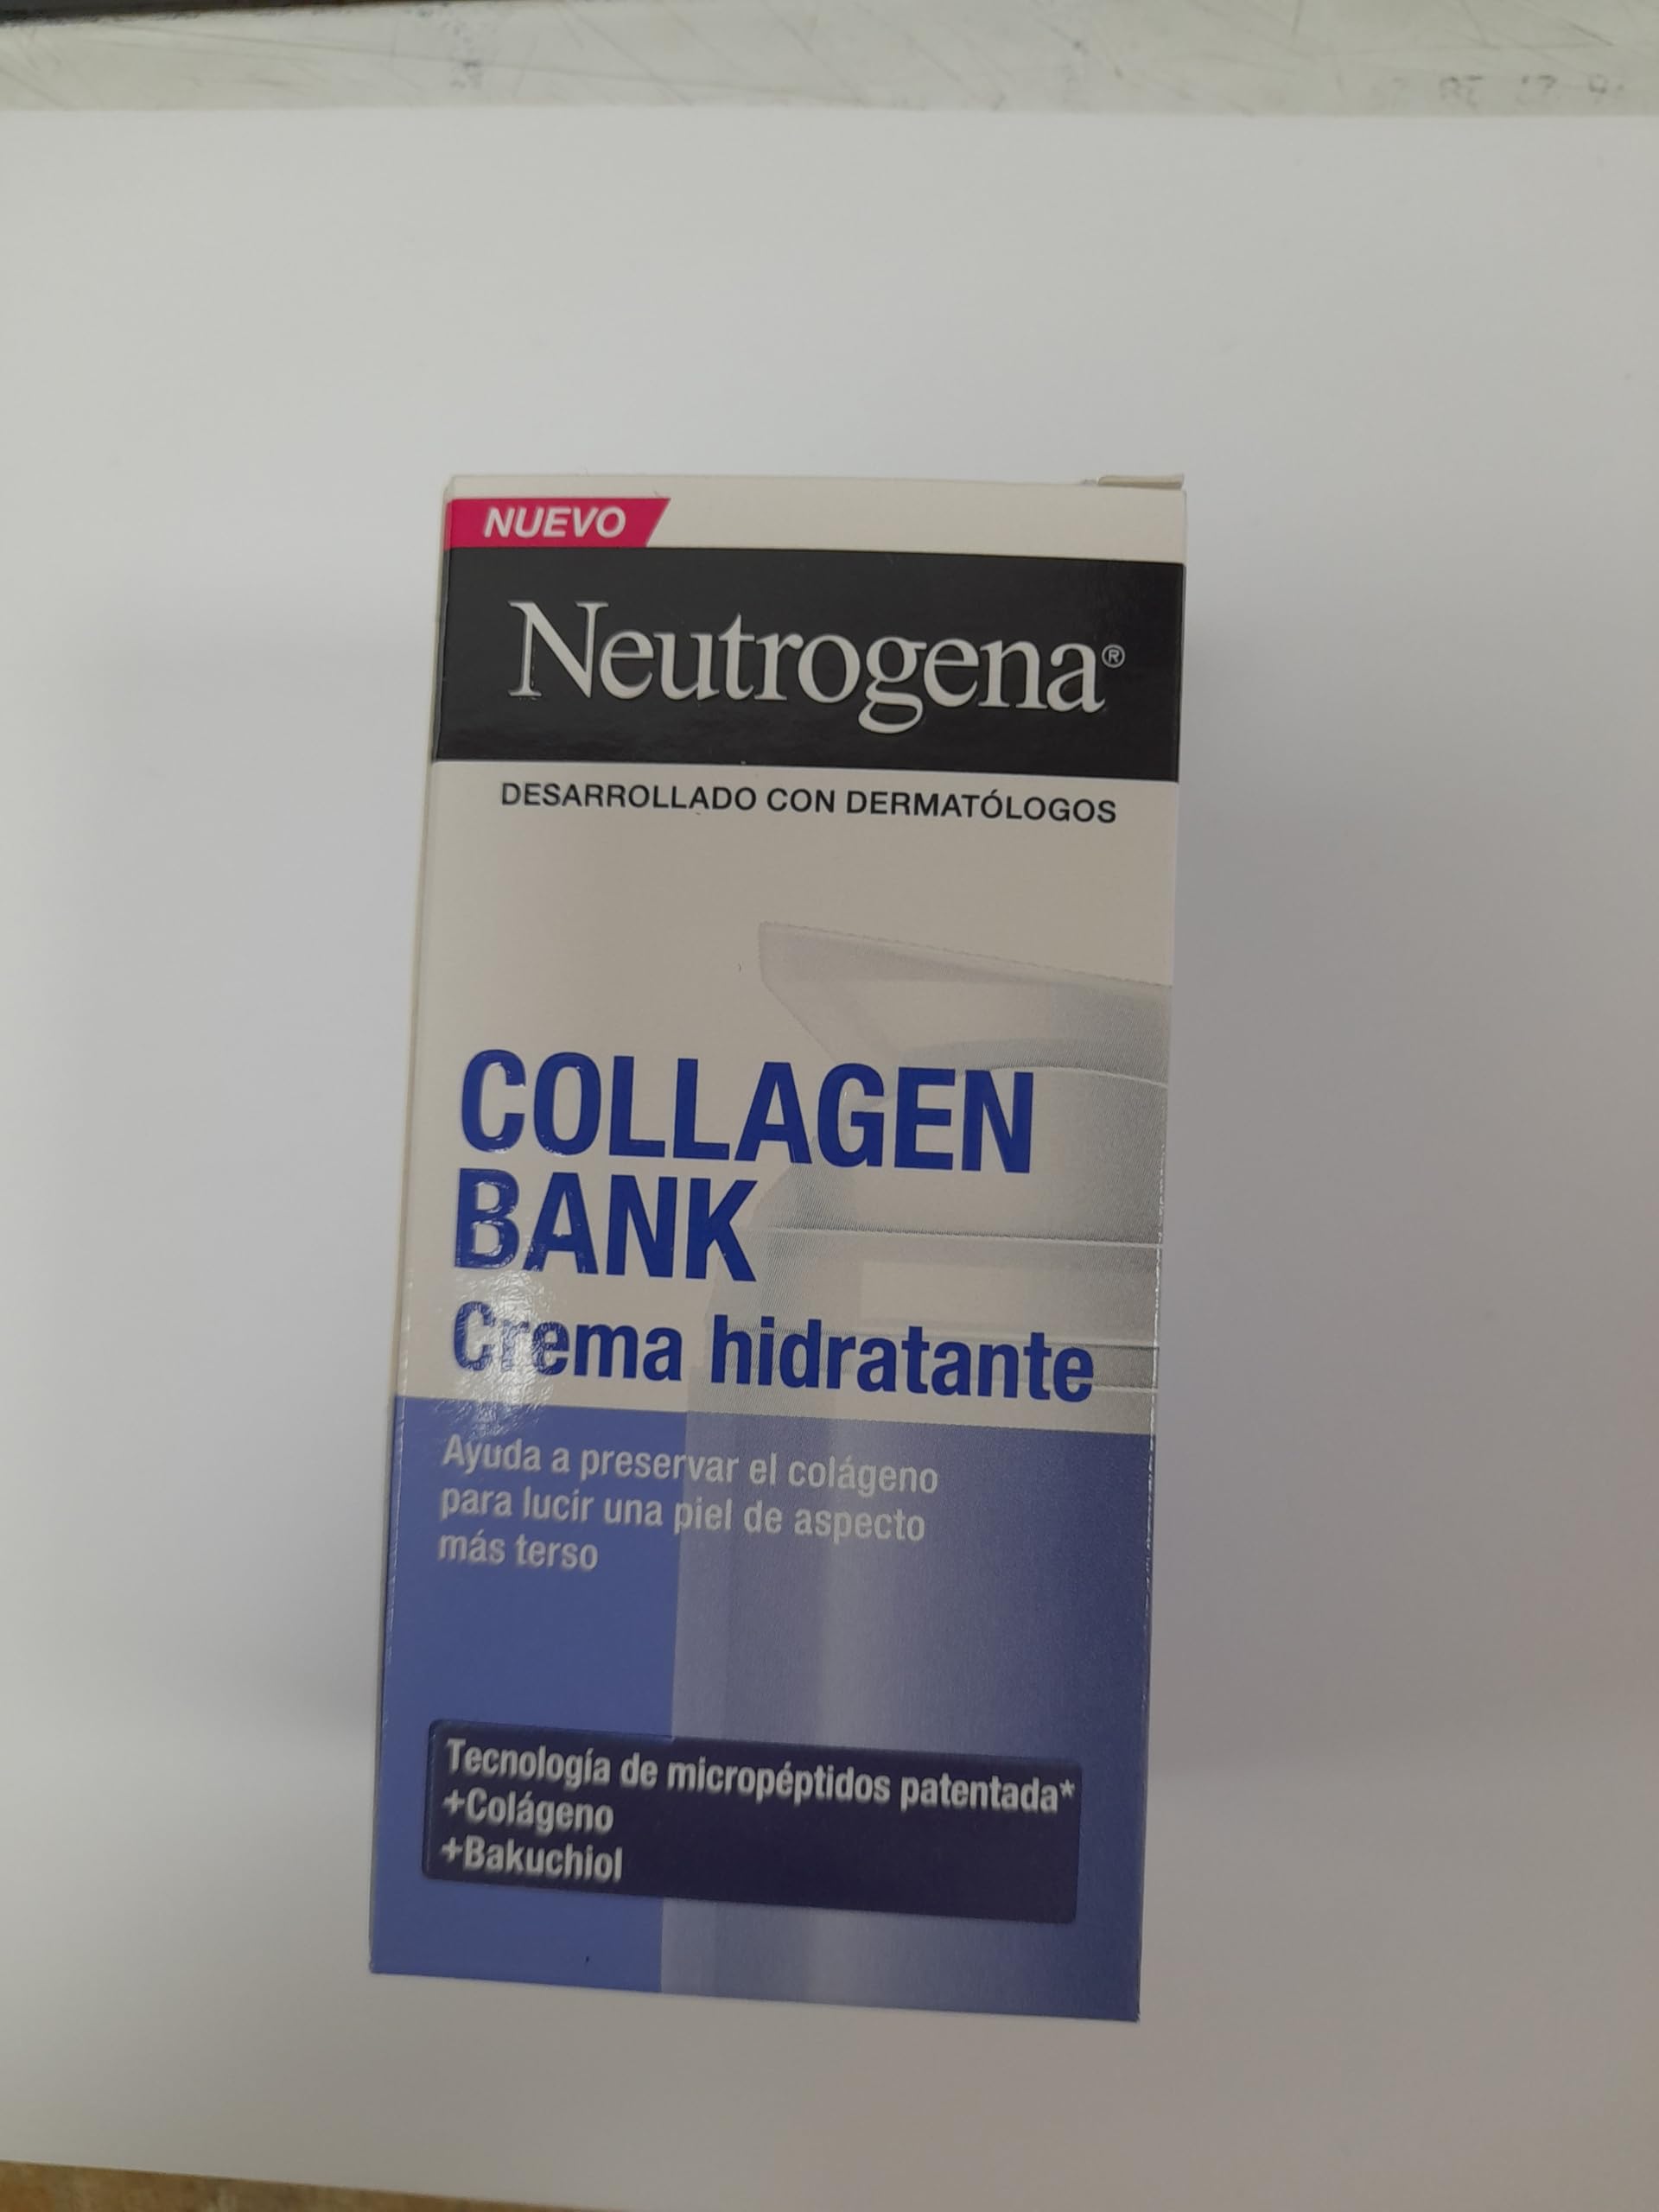 NUEVO
Neutrogena®
DESARROLLADO CON DERMATÓLOGOS
COLLAGEN
BANK
Crema hidratante
Ayuda a preservar el colágeno
para lucir una piel de aspecto
más terso
Tecnología de micropéptidos patentada*
+Colágeno
+Bakuchiol